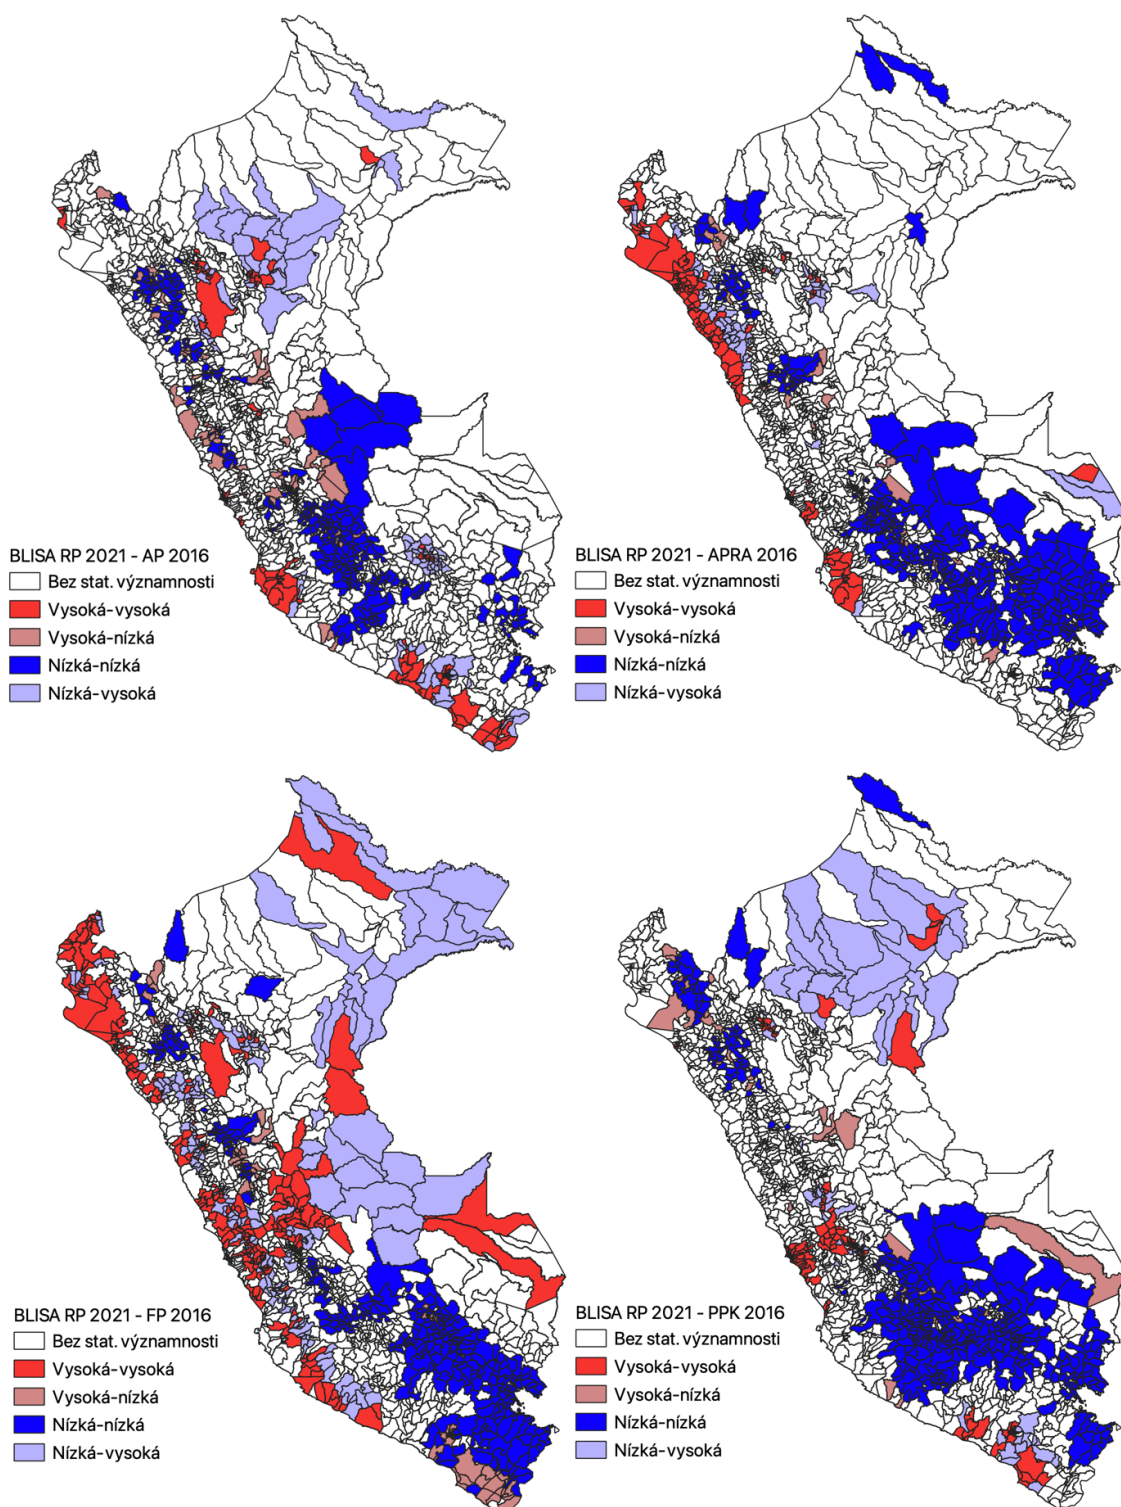 BLISA RP 2021 - AP 2016
Bez stat. významnosti
Vysoká-vysoká
Vysoká-nízká
Nízká-nízká
Nízká-vysoká
BLISA RP 2021 - APRA 2016
Bez stat. významnosti
Vysoká-vysoká
Vysoká-nízká
Nízká-nízká
Nízká-vysoká
BLISA RP 2021 - FP 2016
Bez stat. významnosti
Vysoká-vysoká
Vysoká-nízká
Nízká-nízká
Nízká-vysoká
BLISA RP 2021 - PPK 2016
Bez stat. významnosti
Vysoká-vysoká
Vysoká-nízká
Nízká-nízká
Nízká-vysoká